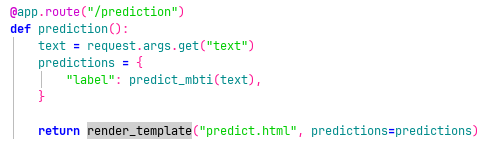 @app.route("/prediction")
def prediction():
    text = request.args.get("text")
    predictions = {
        "label": predict_mbti(text),
    }

    return render_template("predict.html", predictions=predictions)